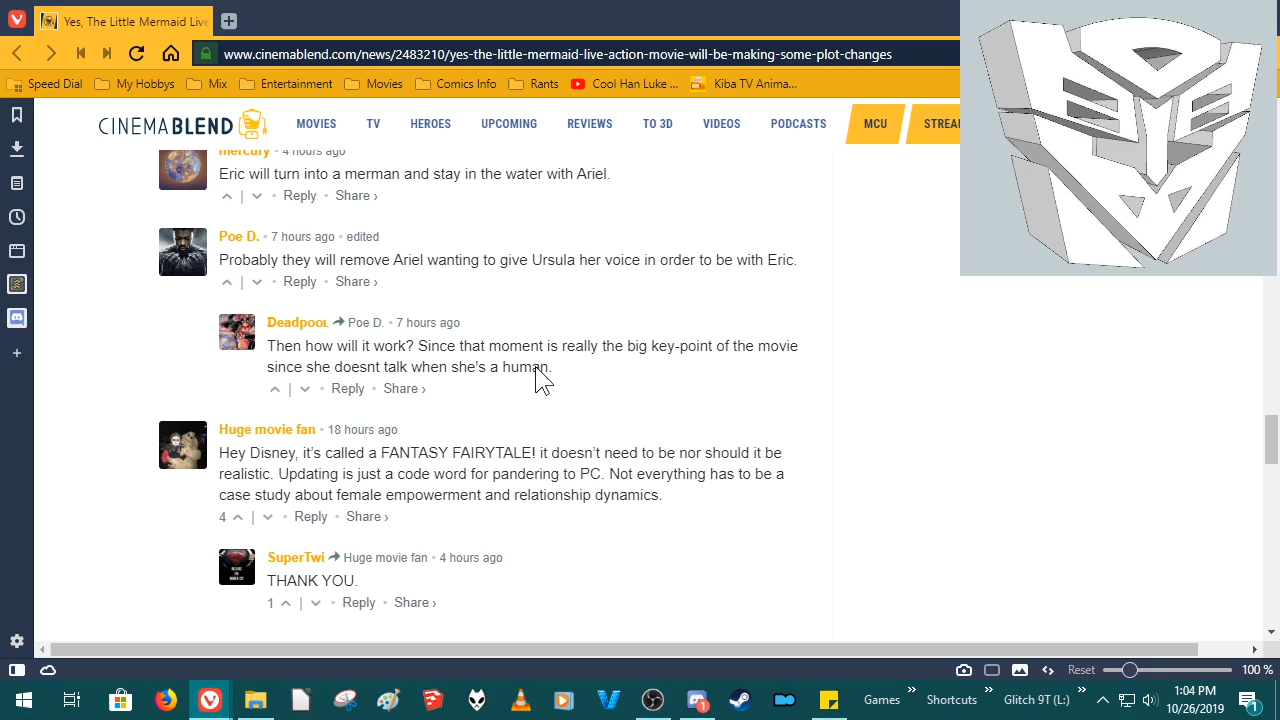 Yes, The Little Mermaid Live
www.cinemablend.com/news/2483210/yes-the-little-mermaid-live-action-movie-will-be-making-some-plot-changes
Speed Dial My Hobbys Mix Entertainment Movies Comics Info Rants Cool Han Luke ... Kiba TV Anima...
CINEMABLEND MOVIES TV HEROES UPCOMING REVIEWS TO 3D VIDEOS PODCASTS MCU STREAM
mercury • 4 hours ago
Eric will turn into a merman and stay in the water with Ariel.
| • Reply • Share ›
Poe D. • 7 hours ago • edited
Probably they will remove Ariel wanting to give Ursula her voice in order to be with Eric.
| • Reply • Share ›
Deadpool Poe D. • 7 hours ago
Then how will it work? Since that moment is really the big key-point of the movie
since she doesnt talk when she's a human.
| • Reply • Share ›
Huge movie fan • 18 hours ago
Hey Disney, it's called a FANTASY FAIRYTALE! it doesn't need to be nor should it be
realistic. Updating is just a code word for pandering to PC. Not everything has to be a
case study about female empowerment and relationship dynamics.
4 | • Reply • Share ›
SuperTwi Huge movie fan • 4 hours ago
THANK YOU.
1 | • Reply • Share ›
Reset 100 %
Games » Shortcuts » Glitch 9T (L:) » 1:04 PM
10/26/2019
1
1